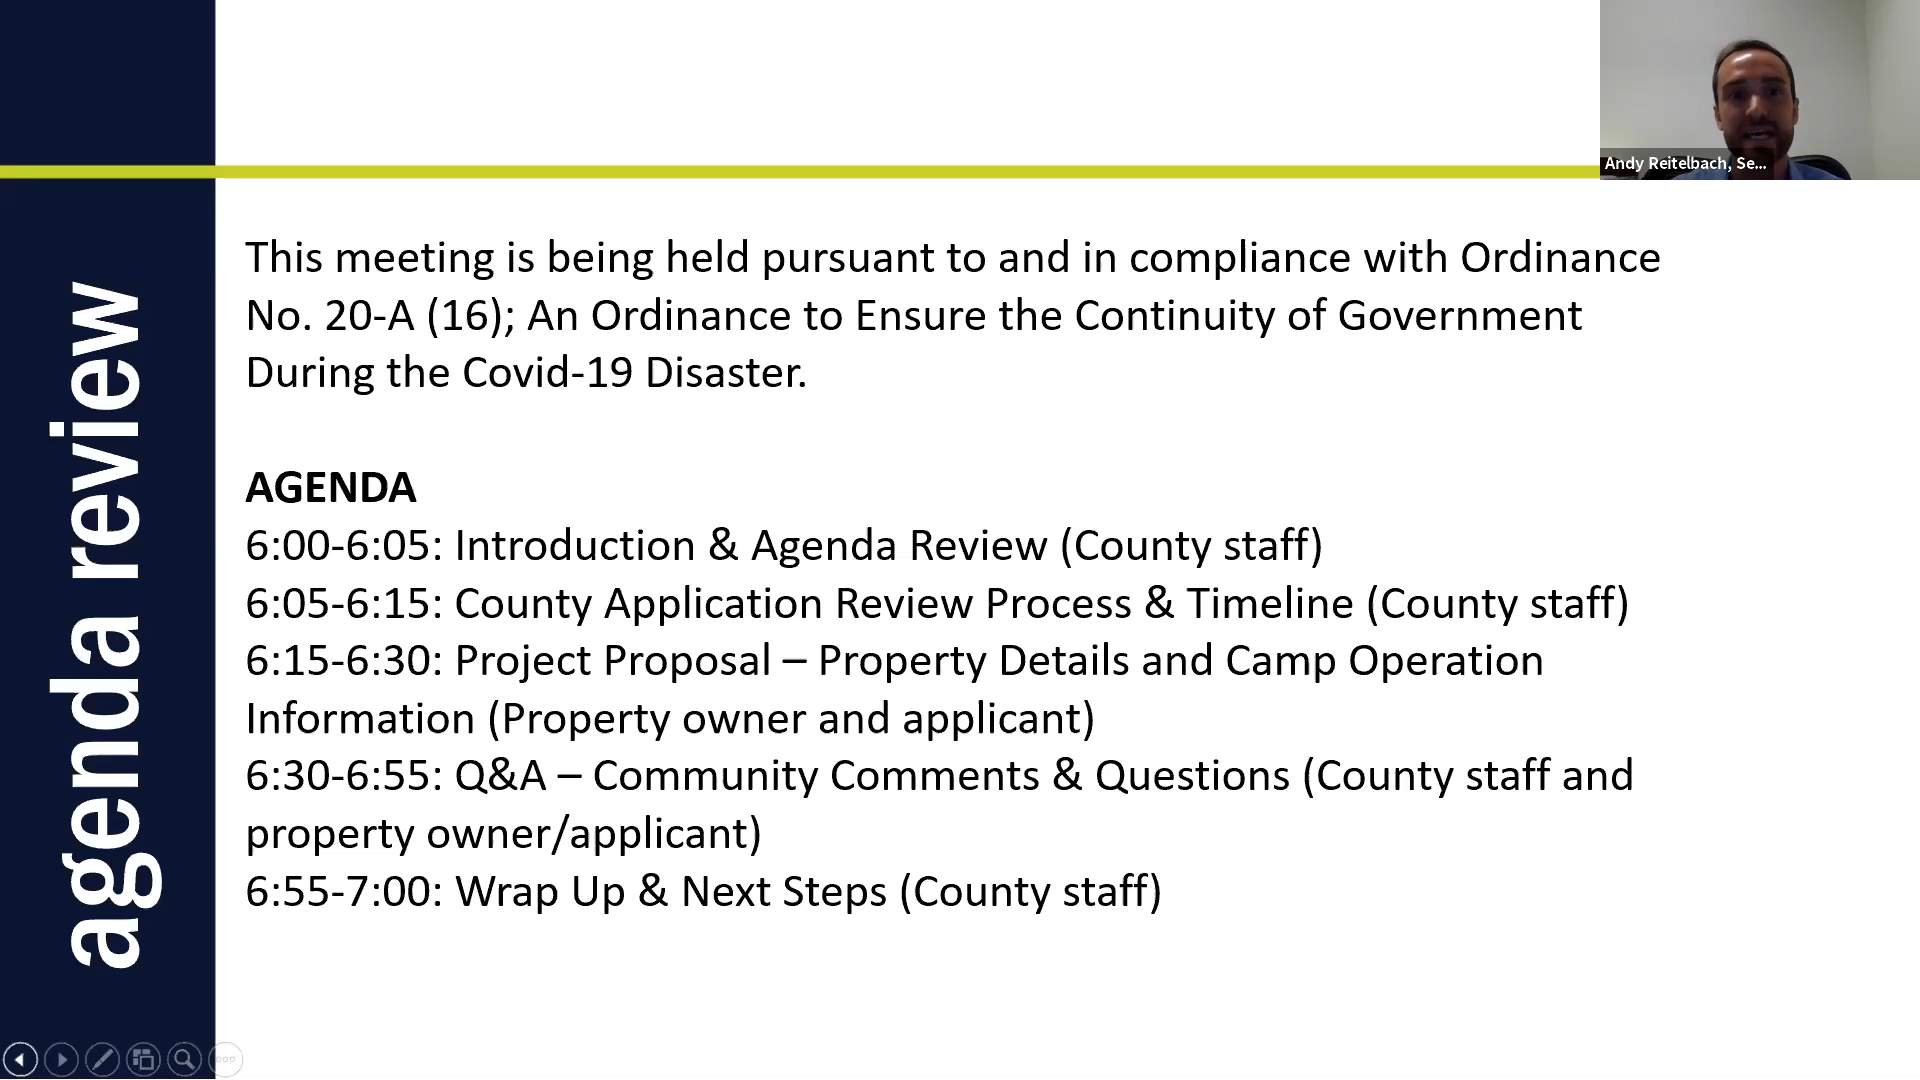 agenda review
Andy Reitelbach, Se...
This meeting is being held pursuant to and in compliance with Ordinance
No. 20-A (16); An Ordinance to Ensure the Continuity of Government
During the Covid-19 Disaster.
AGENDA
6:00-6:05: Introduction & Agenda Review (County staff)
6:05-6:15: County Application Review Process & Timeline (County staff)
6:15-6:30: Project Proposal – Property Details and Camp Operation
Information (Property owner and applicant)
6:30-6:55: Q&A – Community Comments & Questions (County staff and
property owner/applicant)
6:55-7:00: Wrap Up & Next Steps (County staff)